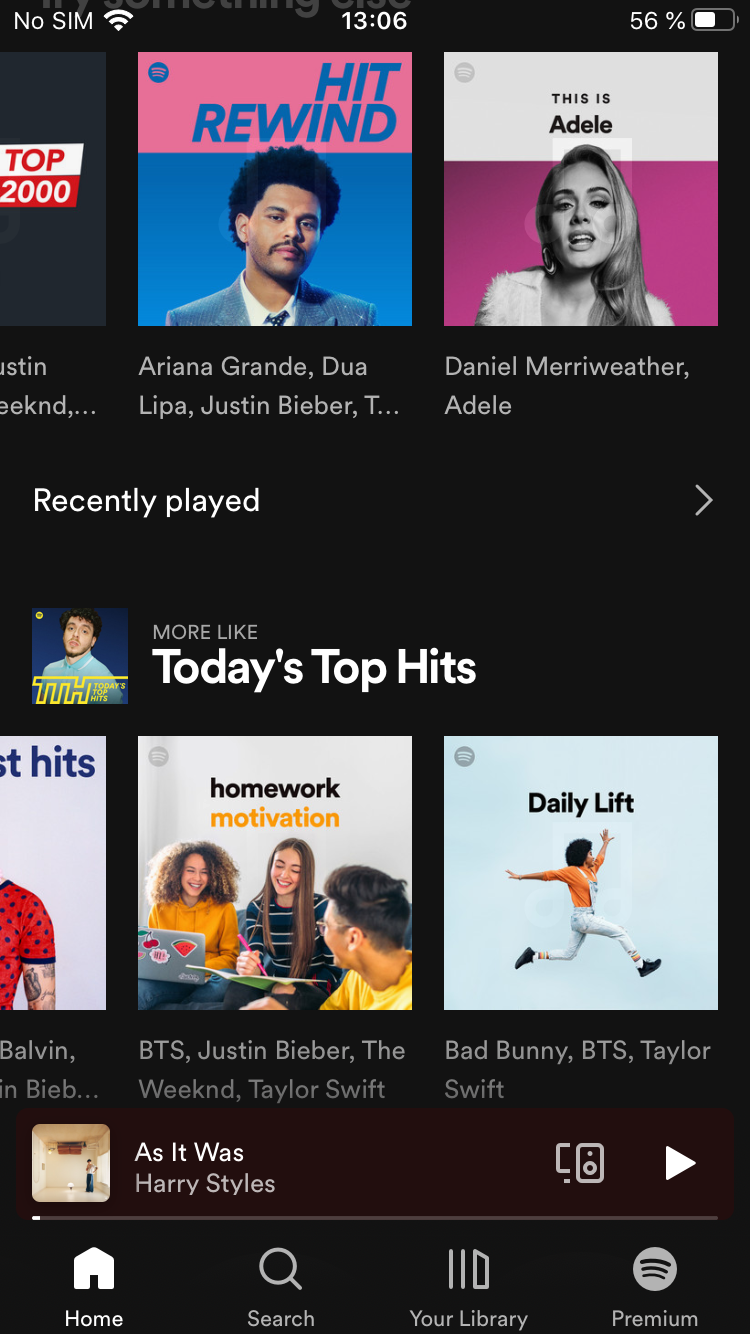 Try something else
No SIM 13:06 56 %
TOP
2000
HIT
REWIND
THIS IS
Adele
ustin
eeknd,...
Ariana Grande, Dua
Lipa, Justin Bieber, T...
Daniel Merriweather,
Adele
Recently played
TTH TODAY'S
TOP
HITS
MORE LIKE
Today's Top Hits
st hits
homework
motivation
Daily Lift
Balvin,
in Bieb...
BTS, Justin Bieber, The
Weeknd, Taylor Swift
Bad Bunny, BTS, Taylor
Swift
As It Was
Harry Styles
Home
Search
Your Library
Premium